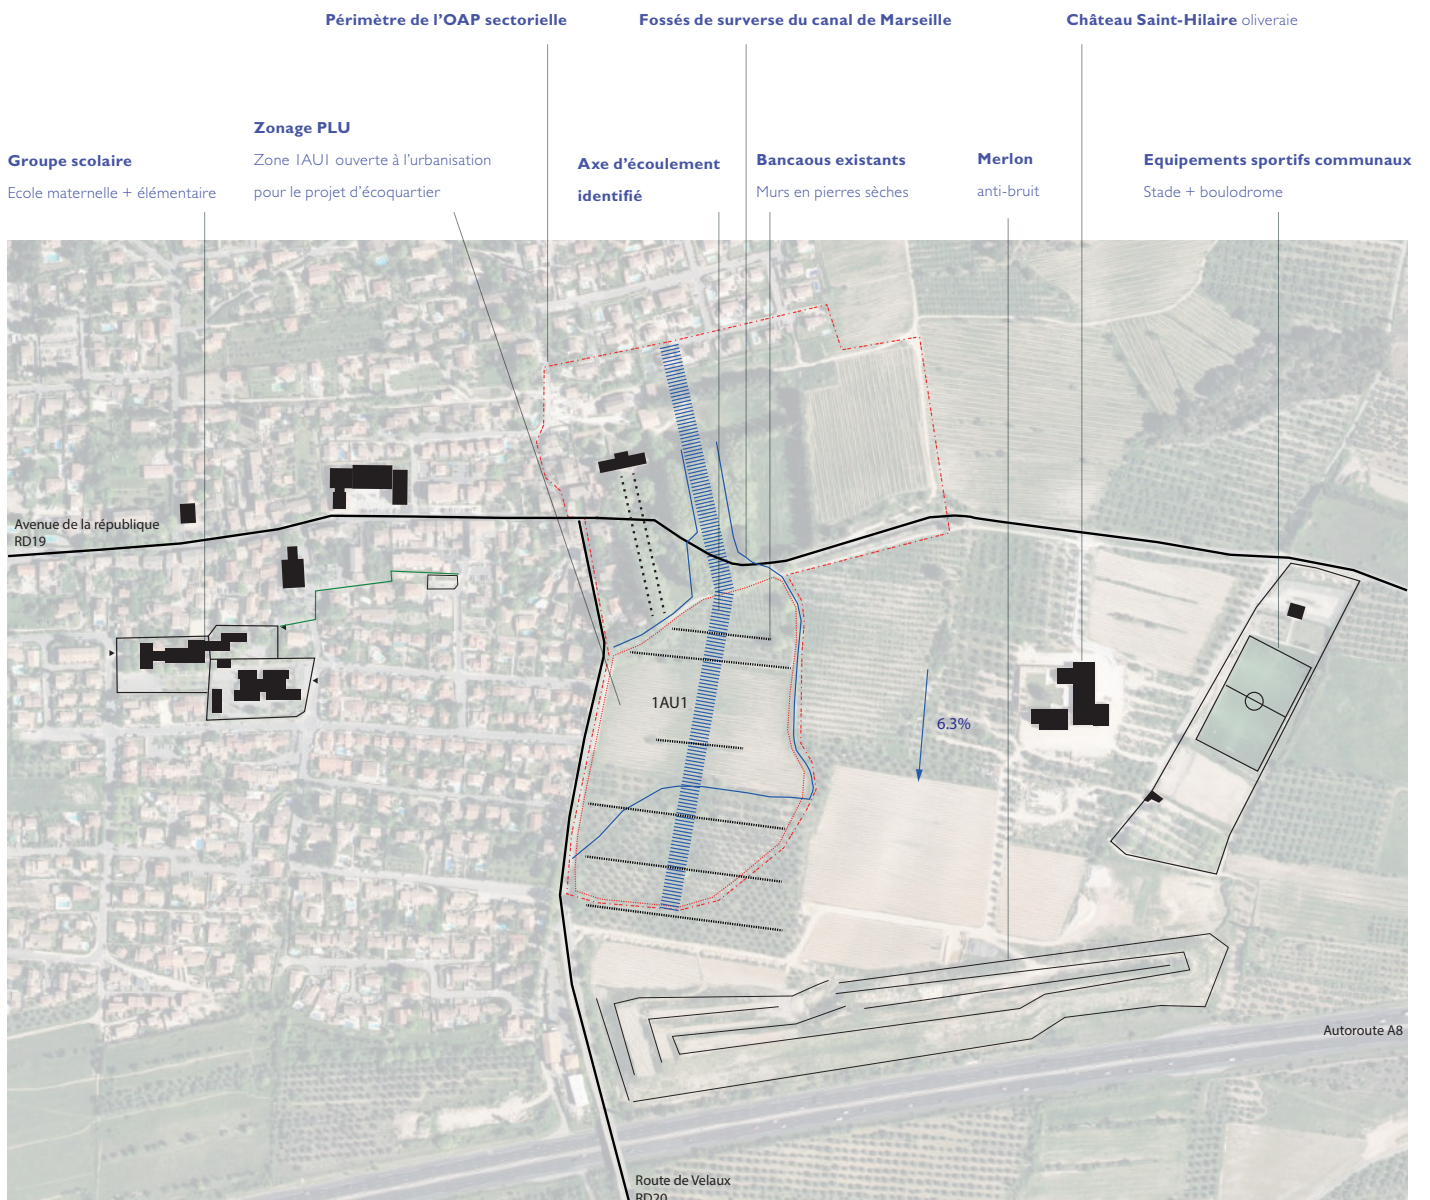 Périmètre de l’OAP sectorielle
Fossés de surverse du canal de Marseille
Château Saint-Hilaire oliveraie
Zonage PLU
Zone 1AU1 ouverte à l’urbanisation
pour le projet d’écoquartier
Groupe scolaire
Ecole maternelle + élémentaire
Axe d’écoulement
identifié
Bancaous existants
Murs en pierres sèches
Merlon
anti-bruit
Equipements sportifs communaux
Stade + boulodrome
Avenue de la république
RD19
1AU1
6.3%
Autoroute A8
Route de Velaux
RD20